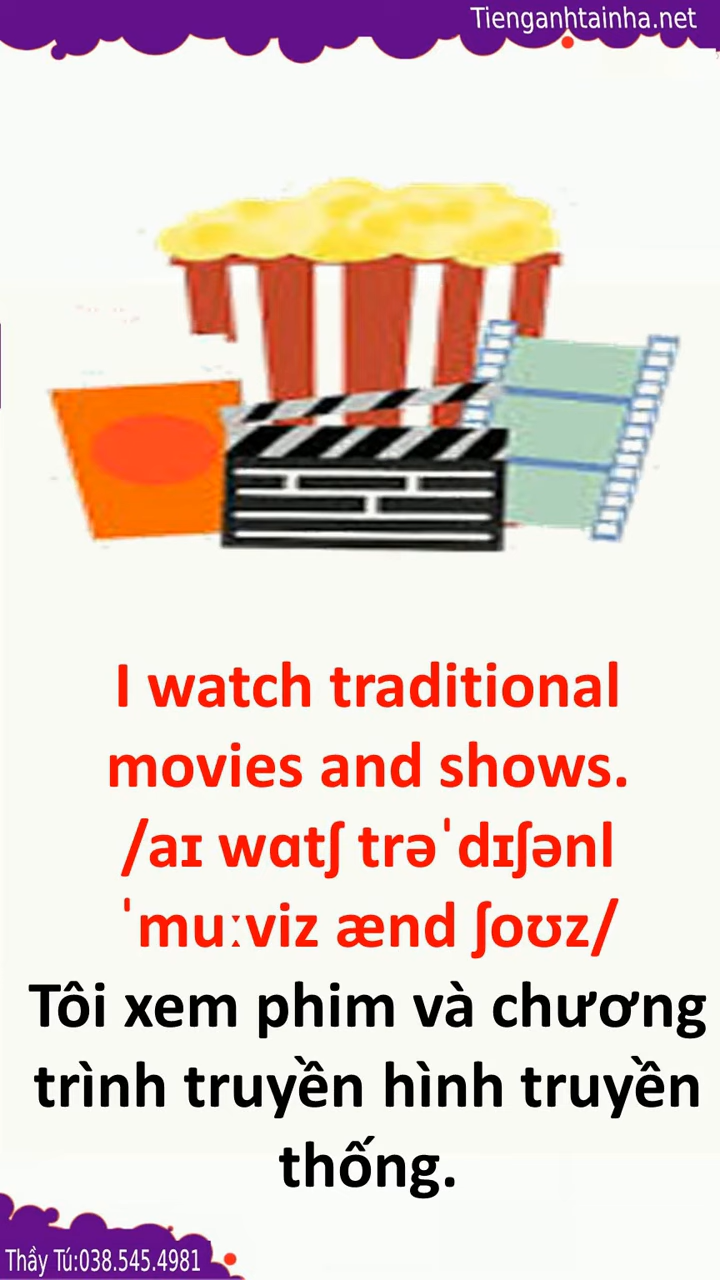 Tienganhtainha.net
I watch traditional
movies and shows.
/aɪ wɑtʃ trəˈdɪʃənl
ˈmuːviz ænd ʃoʊz/
Tôi xem phim và chương
trình truyền hình truyền
thống.
Thầy Tú:038.545.4981